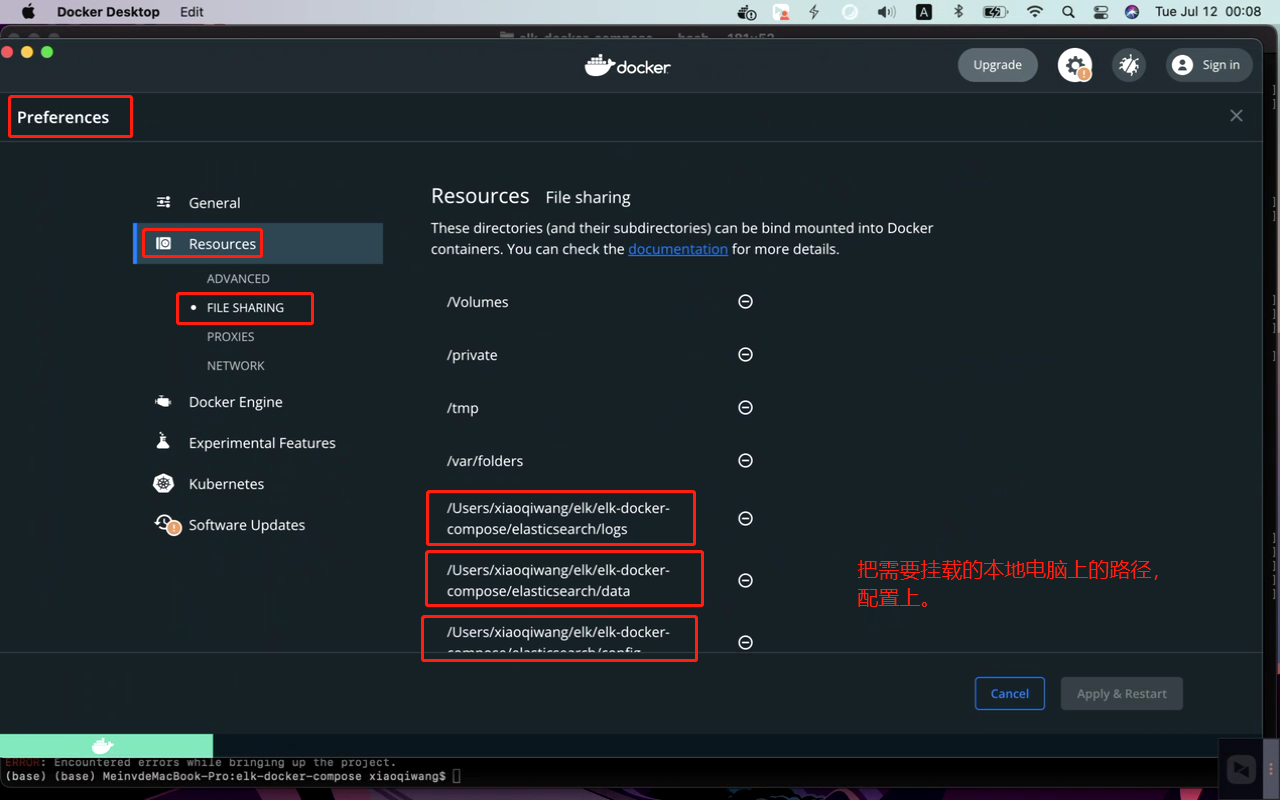 Docker Desktop Edit
A
Tue Jul 12 00:08
docker
Upgrade
Sign in
Preferences
General
Resources
ADVANCED
FILE SHARING
PROXIES
NETWORK
Docker Engine
Experimental Features
Kubernetes
Software Updates
Resources File sharing
These directories (and their subdirectories) can be bind mounted into Docker
containers. You can check the documentation for more details.
/Volumes
/private
/tmp
/var/folders
/Users/xiaoqiwang/elk/elk-docker-
compose/elasticsearch/logs
/Users/xiaoqiwang/elk/elk-docker-
compose/elasticsearch/data
/Users/xiaoqiwang/elk/elk-docker-
compose/elasticsearch/config
把需要挂载的本地电脑上的路径，
配置上。
Cancel
Apply & Restart
ERROR: Encountered errors while bringing up the project.
(base) (base) MeinvdeMacBook-Pro:elk-docker-compose xiaoqiwang$